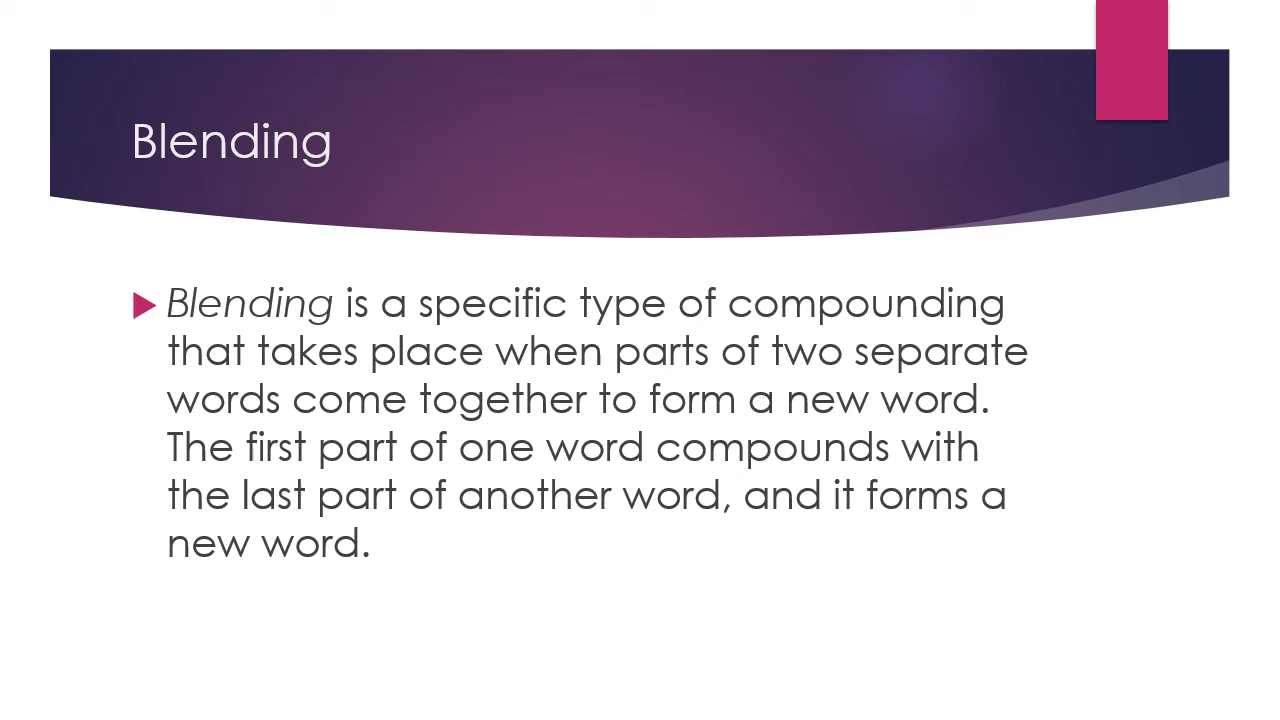 Blending
Blending is a specific type of compounding
that takes place when parts of two separate
words come together to form a new word.
The first part of one word compounds with
the last part of another word, and it forms a
new word.